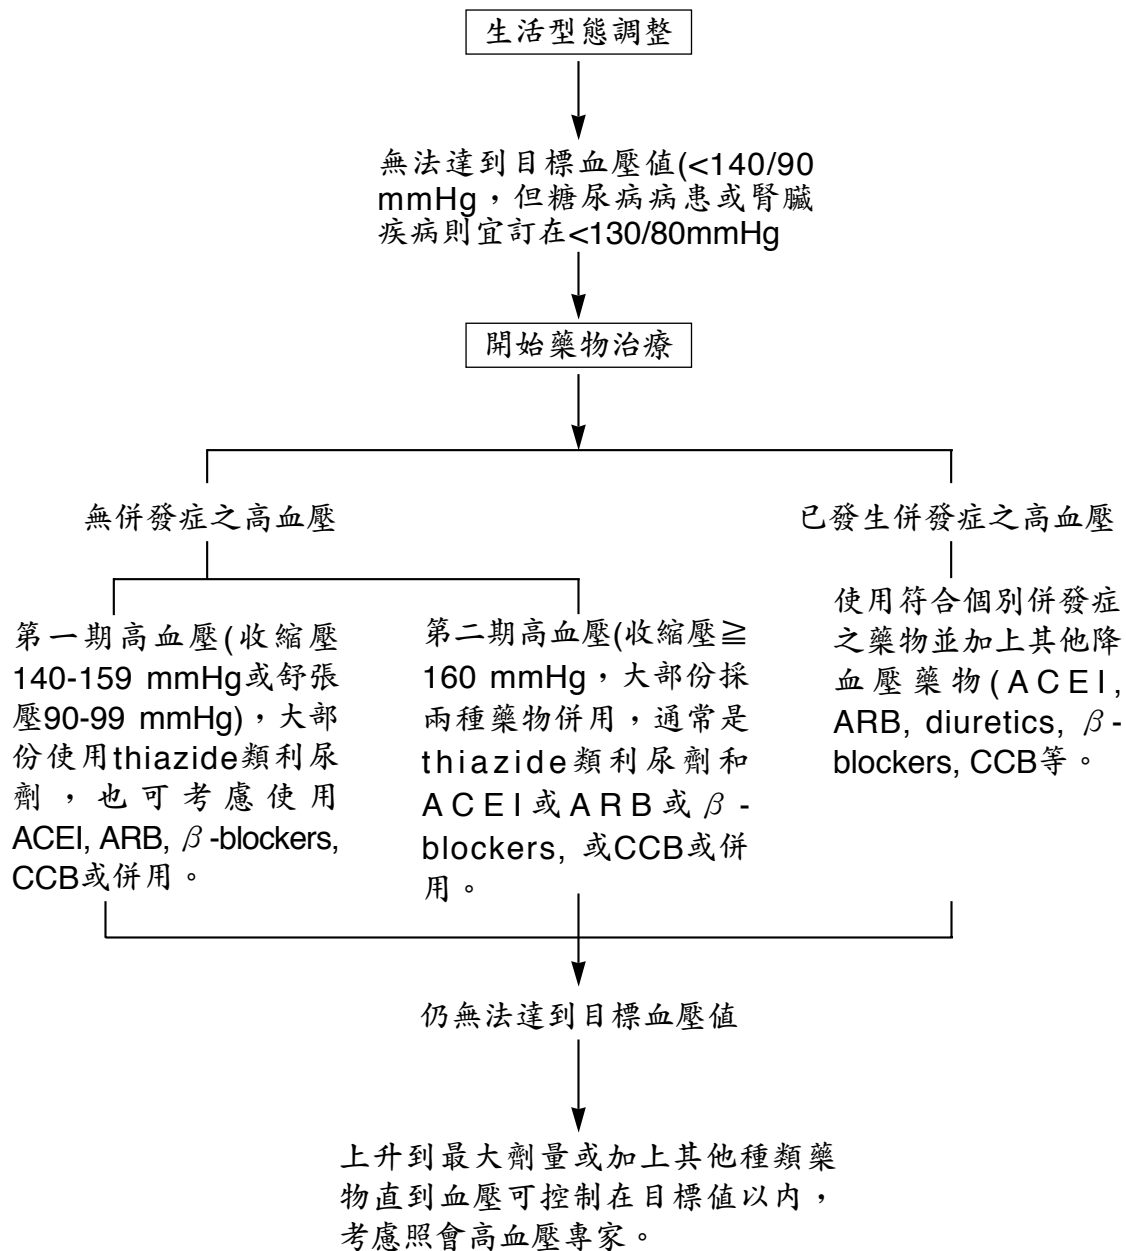 生活型態調整
無法達到目標血壓值(<140/90
mmHg，但糖尿病病患或腎臟
疾病則宜訂在<130/80mmHg
開始藥物治療
無併發症之高血壓
已發生併發症之高血壓
第一期高血壓(收縮壓
140-159 mmHg或舒張
壓90-99 mmHg)，大部
份使用thiazide類利尿
劑，也可考慮使用
ACEI, ARB, β-blockers,
CCB或併用。
第二期高血壓(收縮壓≧
160 mmHg，大部份採
兩種藥物併用，通常是
thiazide類利尿劑和
ACEI或ARB或β-
blockers, 或CCB或併
用。
使用符合個別併發症
之藥物並加上其他降
血壓藥物(ACEI,
ARB, diuretics, β-
blockers, CCB等。
仍無法達到目標血壓值
上升到最大劑量或加上其他種類藥
物直到血壓可控制在目標值以內，
考慮照會高血壓專家。